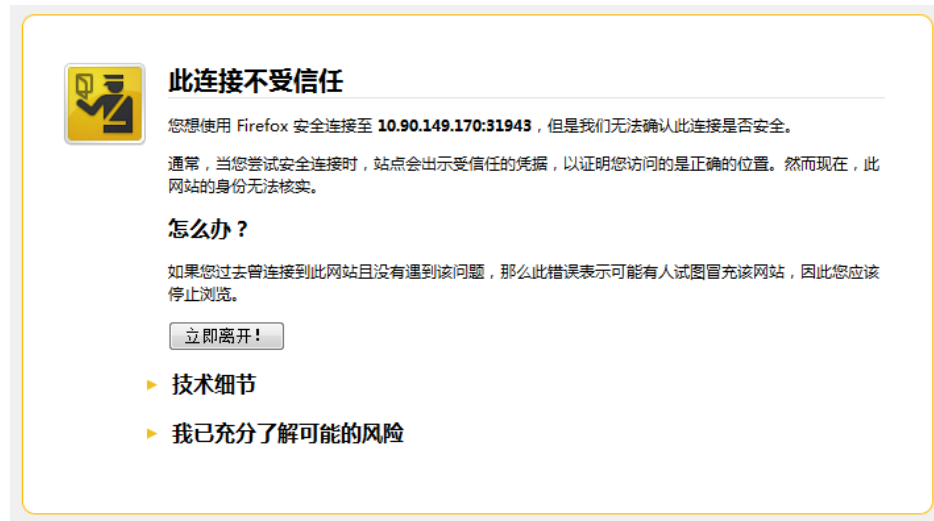 此连接不受信任
您想使用 Firefox 安全连接至 10.90.149.170:31943，但是我们无法确认此连接是否安全。
通常，当您尝试安全连接时，站点会出示受信任的凭据，以证明您访问的是正确的位置。然而现在，此
网站的身份无法核实。
怎么办？
如果您过去曾连接到此网站且没有遇到该问题，那么此错误表示可能有人试图冒充该网站，因此您应该
停止浏览。
立即离开！
技术细节
我已充分了解可能的风险